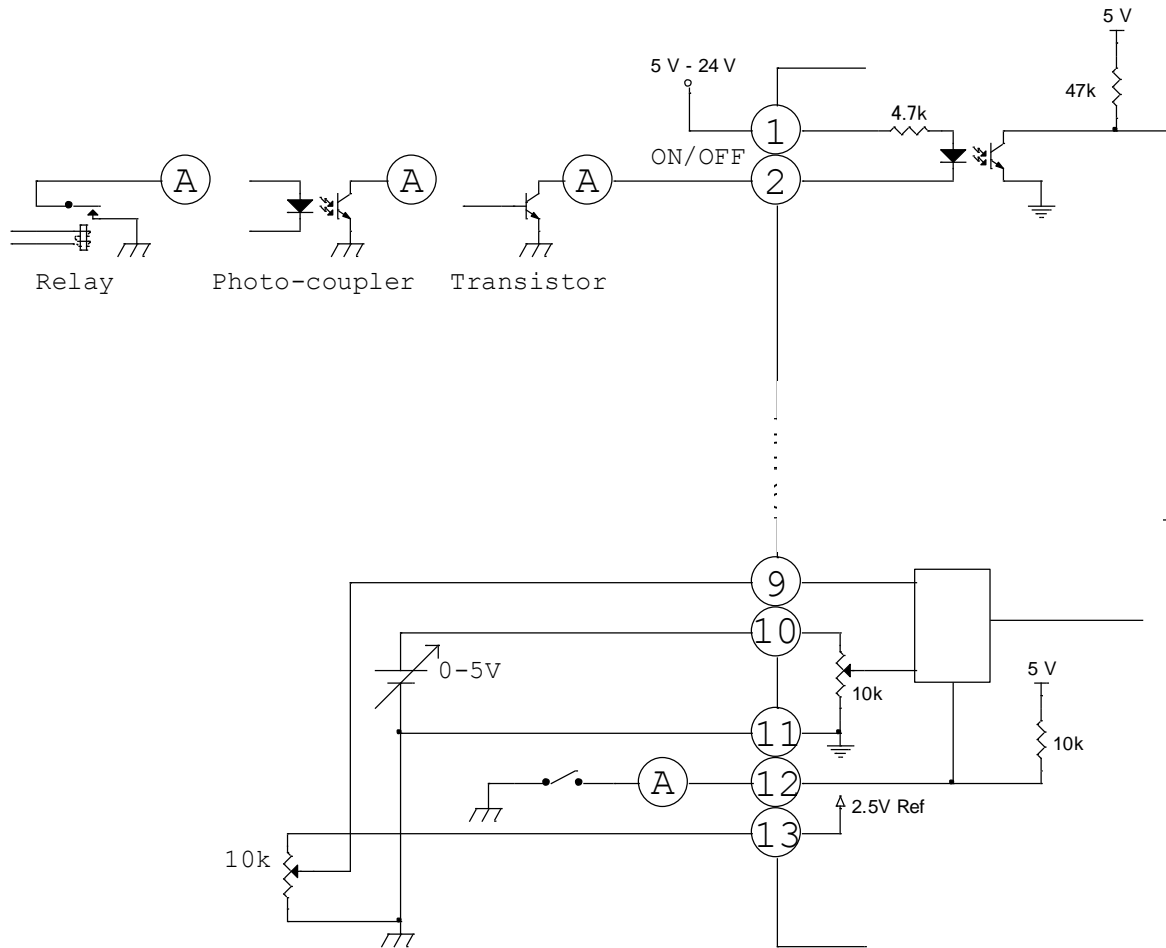 5 V
5 V - 24 V
47k
1
4.7k
ON/OFF
A
A
A
2
Relay
Photo-coupler
Transistor
9
10
0-5V
5 V
10k
11
10k
A
12
2.5V Ref
13
10k